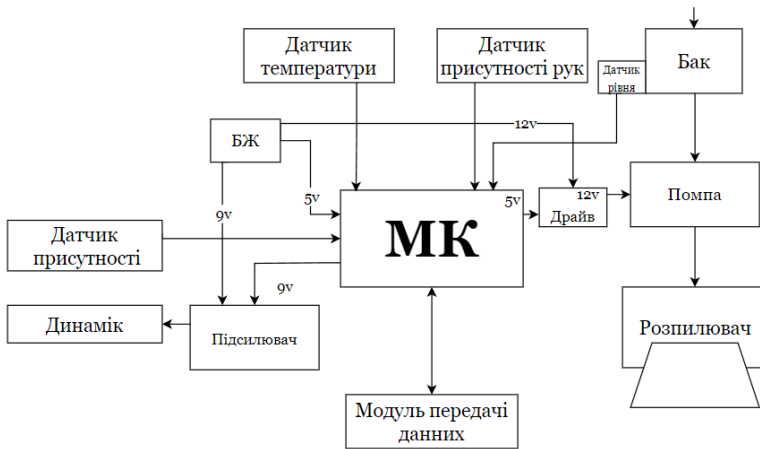 Датчик
температури
Датчик
присутності рук
Датчик
рівня
Бак
БЖ
12v
5v
9v
МК
5v
12v
Драйв
Помпа
Датчик
присутності
9v
Динамік
Підсилювач
Розпилювач
Модуль передачі
данних